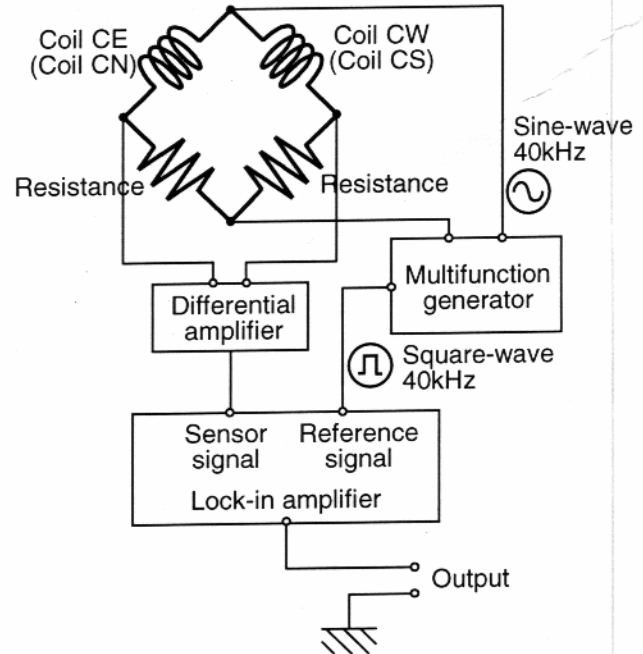 Coil CE
(Coil CN)
Coil CW
(Coil CS)
Sine-wave
40kHz
Resistance
Resistance
Multifunction
generator
Differential
amplifier
Square-wave
40kHz
Sensor
signal
Reference
signal
Lock-in amplifier
Output